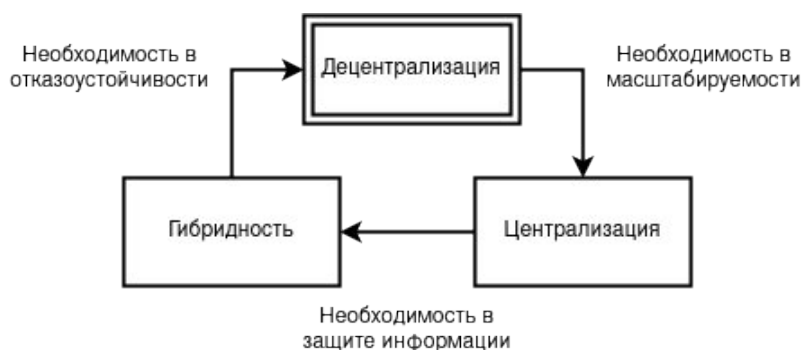 Необходимость в
отказоустойчивости
Децентрализация
Необходимость в
масштабируемости
Гибридность
Централизация
Необходимость в
защите информации